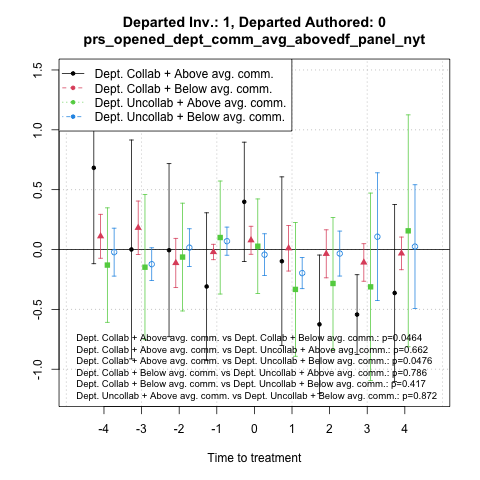 Departed Inv.: 1, Departed Authored: 0
prs_opened_dept_comm_avg_abovedf_panel_nyt
Dept. Collab + Above avg. comm.
Dept. Collab + Below avg. comm.
Dept. Uncollab + Above avg. comm.
Dept. Uncollab + Below avg. comm.
1.5
1.0
0.5
0.0
-0.5
-1.0
Dept. Collab + Above avg. comm. vs Dept. Collab + Below avg. comm.: p=0.0464
Dept. Collab + Above avg. comm. vs Dept. Uncollab + Above avg. comm.: p=0.662
Dept. Collab + Above avg. comm. vs Dept. Uncollab + Below avg. comm.: p=0.0476
Dept. Collab + Below avg. comm. vs Dept. Uncollab + Above avg. comm.: p=0.786
Dept. Collab + Below avg. comm. vs Dept. Uncollab + Below avg. comm.: p=0.417
Dept. Uncollab + Above avg. comm. vs Dept. Uncollab + Below avg. comm.: p=0.872
-4 -3 -2 -1 0 1 2 3 4
Time to treatment